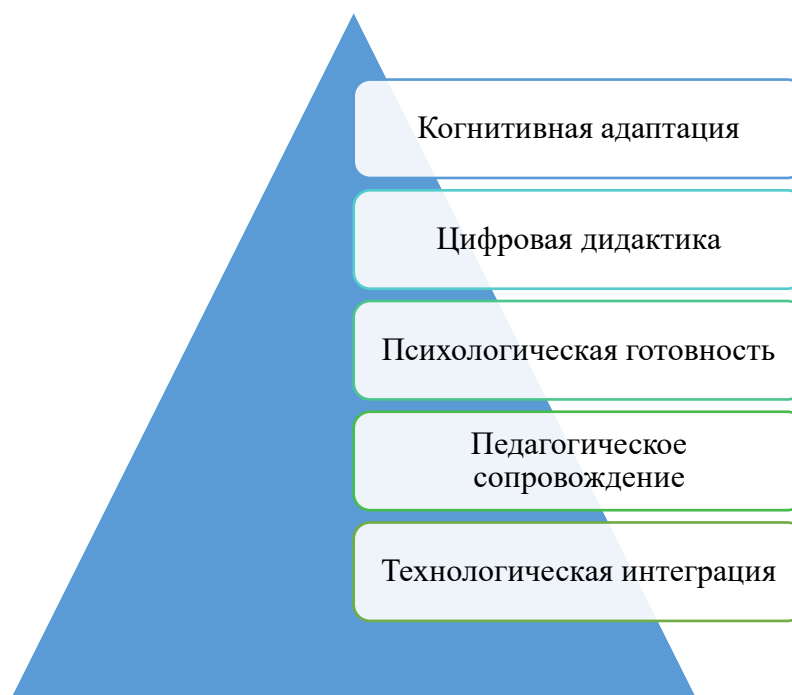 Когнитивная адаптация
Цифровая дидактика
Психологическая готовность
Педагогическое
сопровождение
Технологическая интеграция